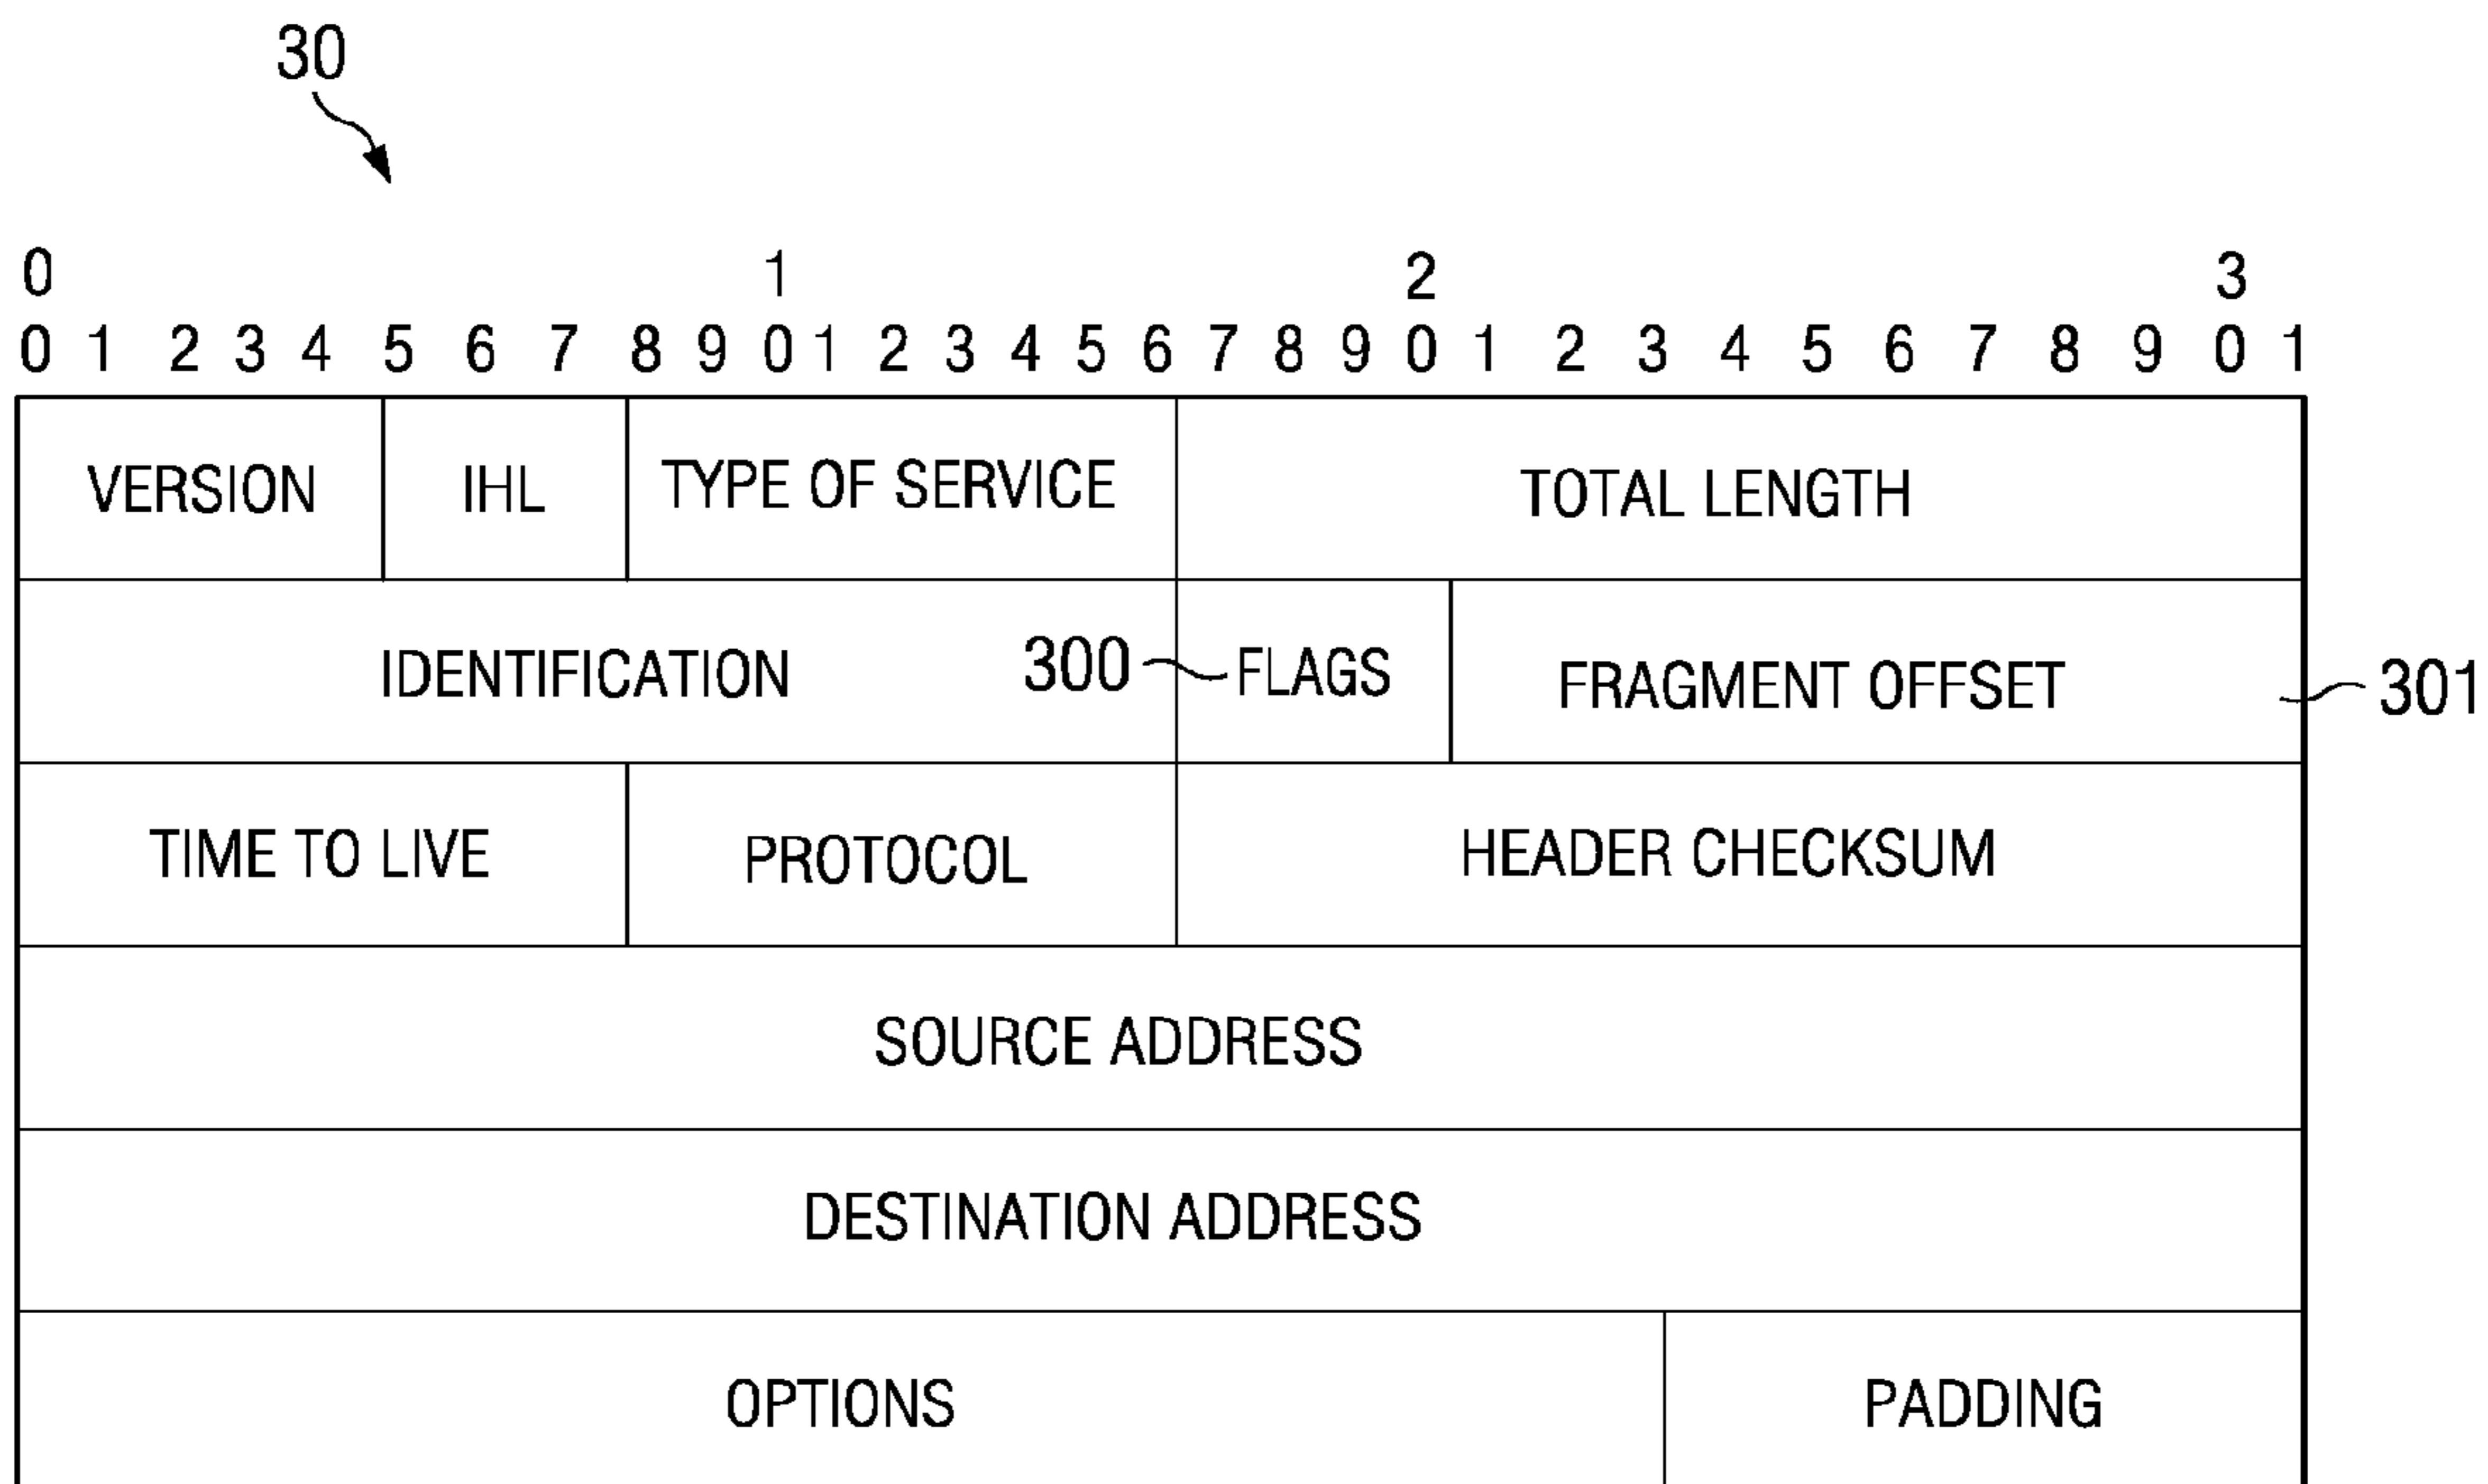 30
0 1 2 3
0 1 2 3 4 5 6 7 8 9 0 1 2 3 4 5 6 7 8 9 0 1 2 3 4 5 6 7 8 9 0 1
VERSION IHL TYPE OF SERVICE TOTAL LENGTH
IDENTIFICATION 300 FLAGS FRAGMENT OFFSET 301
TIME TO LIVE PROTOCOL HEADER CHECKSUM
SOURCE ADDRESS
DESTINATION ADDRESS
OPTIONS PADDING